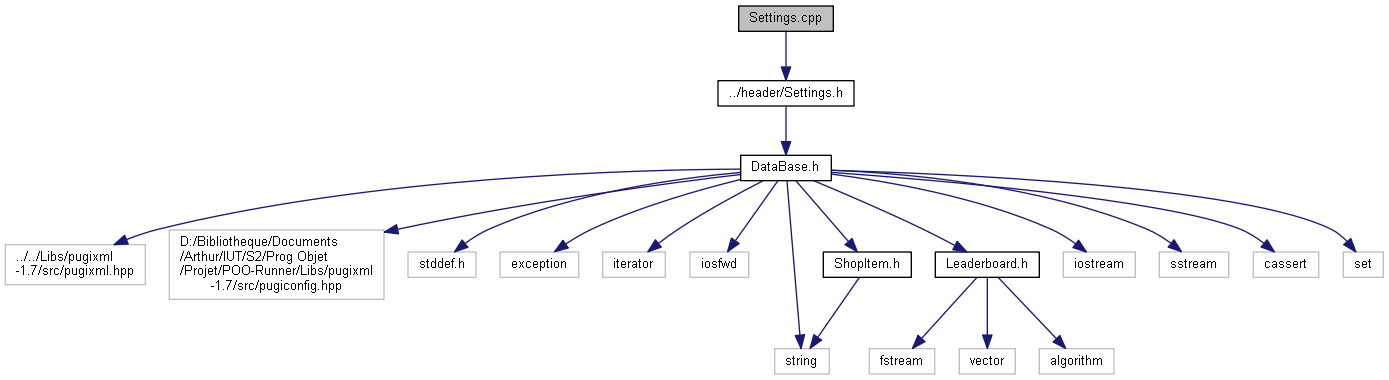 Settings.cpp
../header/Settings.h
DataBase.h
../../Libs/pugixml
-1.7/src/pugixml.hpp
D:/Bibliotheque/Documents
/Arthur/IUT/S2/Prog Objet
/Projet/POO-Runner/Libs/pugixml
-1.7/src/pugiconfig.hpp
stddef.h
exception
iterator
iosfwd
ShopItem.h
Leaderboard.h
iostream
sstream
cassert
set
string
fstream
vector
algorithm